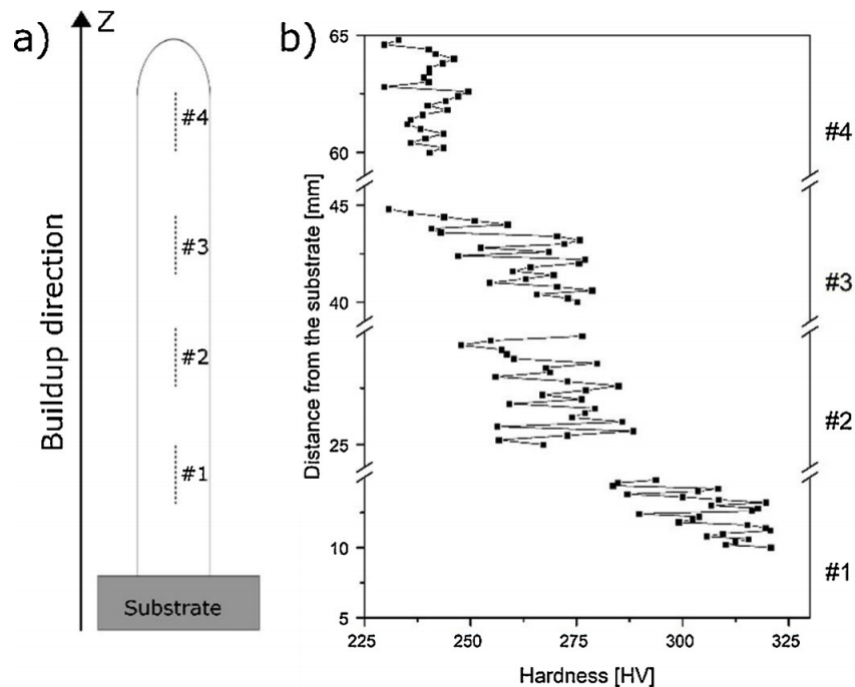 a)
Z
Buildup direction
#4
#3
#2
#1
Substrate
b)
Distance from the substrate [mm]
65
60
45
40
25
10
5
225
250
275
300
325
Hardness [HV]
#4
#3
#2
#1